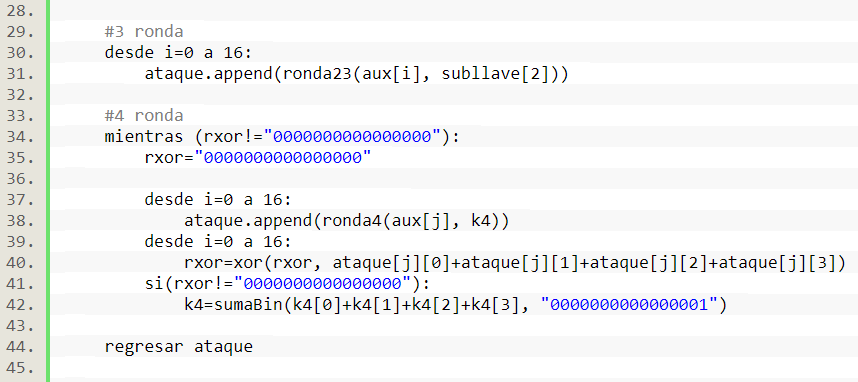 28.
29. #3 ronda
30. desde i=0 a 16:
31. ataque.append(ronda23(aux[i], subllave[2]))
32.
33. #4 ronda
34. mientras (rxor!="0000000000000000"):
35. rxor="0000000000000000"
36.
37. desde i=0 a 16:
38. ataque.append(ronda4(aux[j], k4))
39. desde i=0 a 16:
40. rxor=xor(rxor, ataque[j][0]+ataque[j][1]+ataque[j][2]+ataque[j][3])
41. si(rxor!="0000000000000000"):
42. k4=sumaBin(k4[0]+k4[1]+k4[2]+k4[3], "0000000000000001")
43.
44. regresar ataque
45.